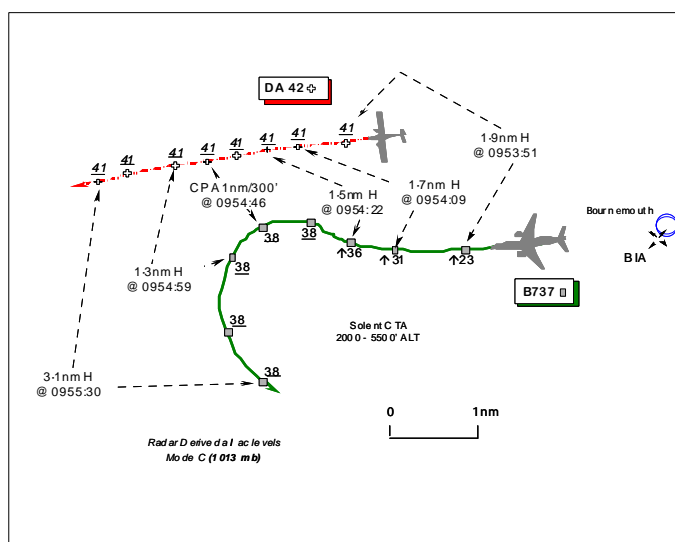 DA 42
41
41
41
41
41
41
41
41
1·9nm H
@ 0953:51
CPA 1nm/300'
@ 0954:46
1·7nm H
@ 0954:09
1·5nm H
@ 0954:22
Bournemouth
BIA
38
38
↑36
↑31
↑23
1·3nm H
@ 0954:59
38
B737
38
Solent CTA
2000 - 5500' ALT
3·1nm H
@ 0955:30
38
0 1nm
Radar Derived alac levels
Mode C (1013 mb)